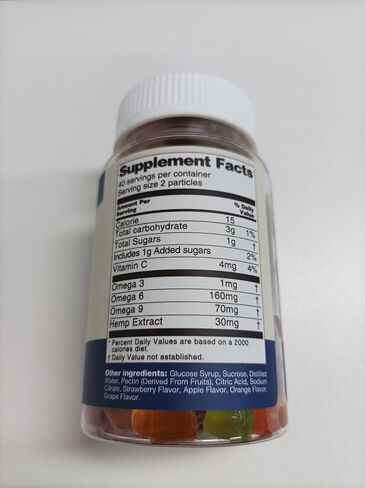 Supplement Facts
40 servings per container
Serving size 2 particles
Amount Per Serving % Daily Value
Calorie 15
Total carbohydrate 3g 1%
Total Sugars 1g †
Includes 1g Added sugars 2%
Vitamin C 4mg 4%
Omega 3 1mg †
Omega 6 160mg †
Omega 9 70mg †
Hemp Extract 30mg †
* Percent Daily Values are based on a 2000
calories diet.
† Daily Value not established.
Other ingredients: Glucose Syrup, Sucrose, Distilled
Water, Pectin (Derived From Fruits), Citric Acid, Sodium
Citrate, Strawberry Flavor, Apple Flavor, Orange Flavor,
Grape Flavor.